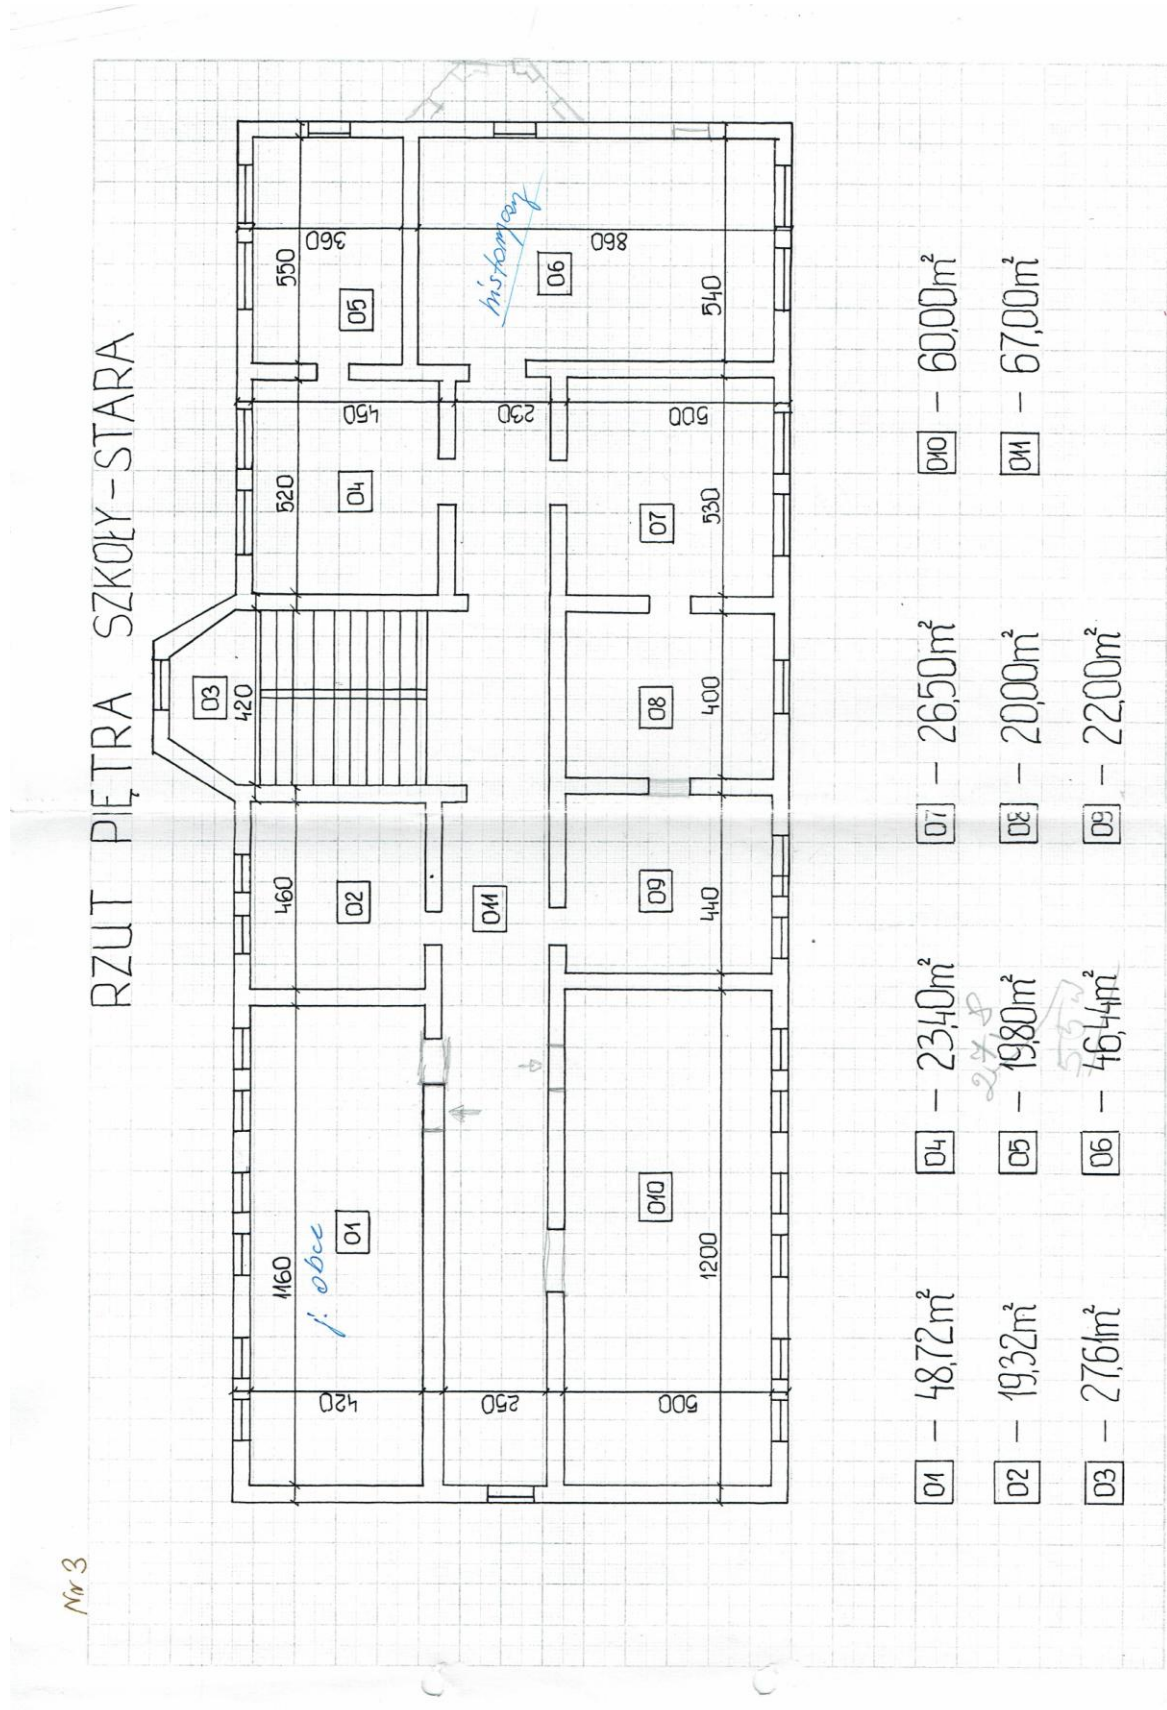 Nr 3
RZUT PIĘTRA SZKOŁY-STARA
03
420
460
520
550
360
02
04
450
05
1160
j. obce
01
420
011
250
230
historyczny
06
860
010
1200
500
09
440
08
400
07
530
500
540
01 – 48,72m²
02 – 19,32m²
03 – 27,61m²
04 – 23,40m²
27,8
05 – 19,80m²
06 – 46,44m²
07 – 26,50m²
08 – 20,00m²
09 – 22,00m²
010 – 60,00m²
011 – 67,00m²